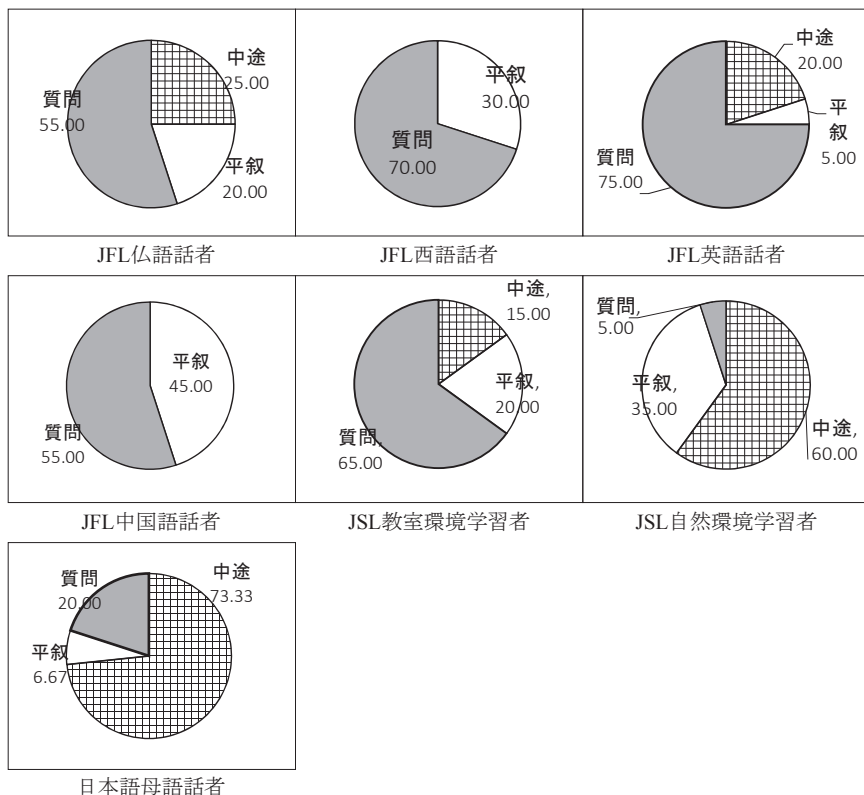 中途
25.00
質問
55.00
平叙
20.00
JFL仏語話者
平叙
30.00
質問
70.00
JFL西語話者
中途
20.00
平
叙
5.00
質問
75.00
JFL英語話者
平叙
45.00
質問
55.00
JFL中国語話者
中途,
15.00
平叙,
20.00
質問,
65.00
JSL教室環境学習者
質問,
5.00
平叙,
35.00
中途,
60.00
JSL自然環境学習者
中途
73.33
質問
20.00
平叙
6.67
日本語母語話者